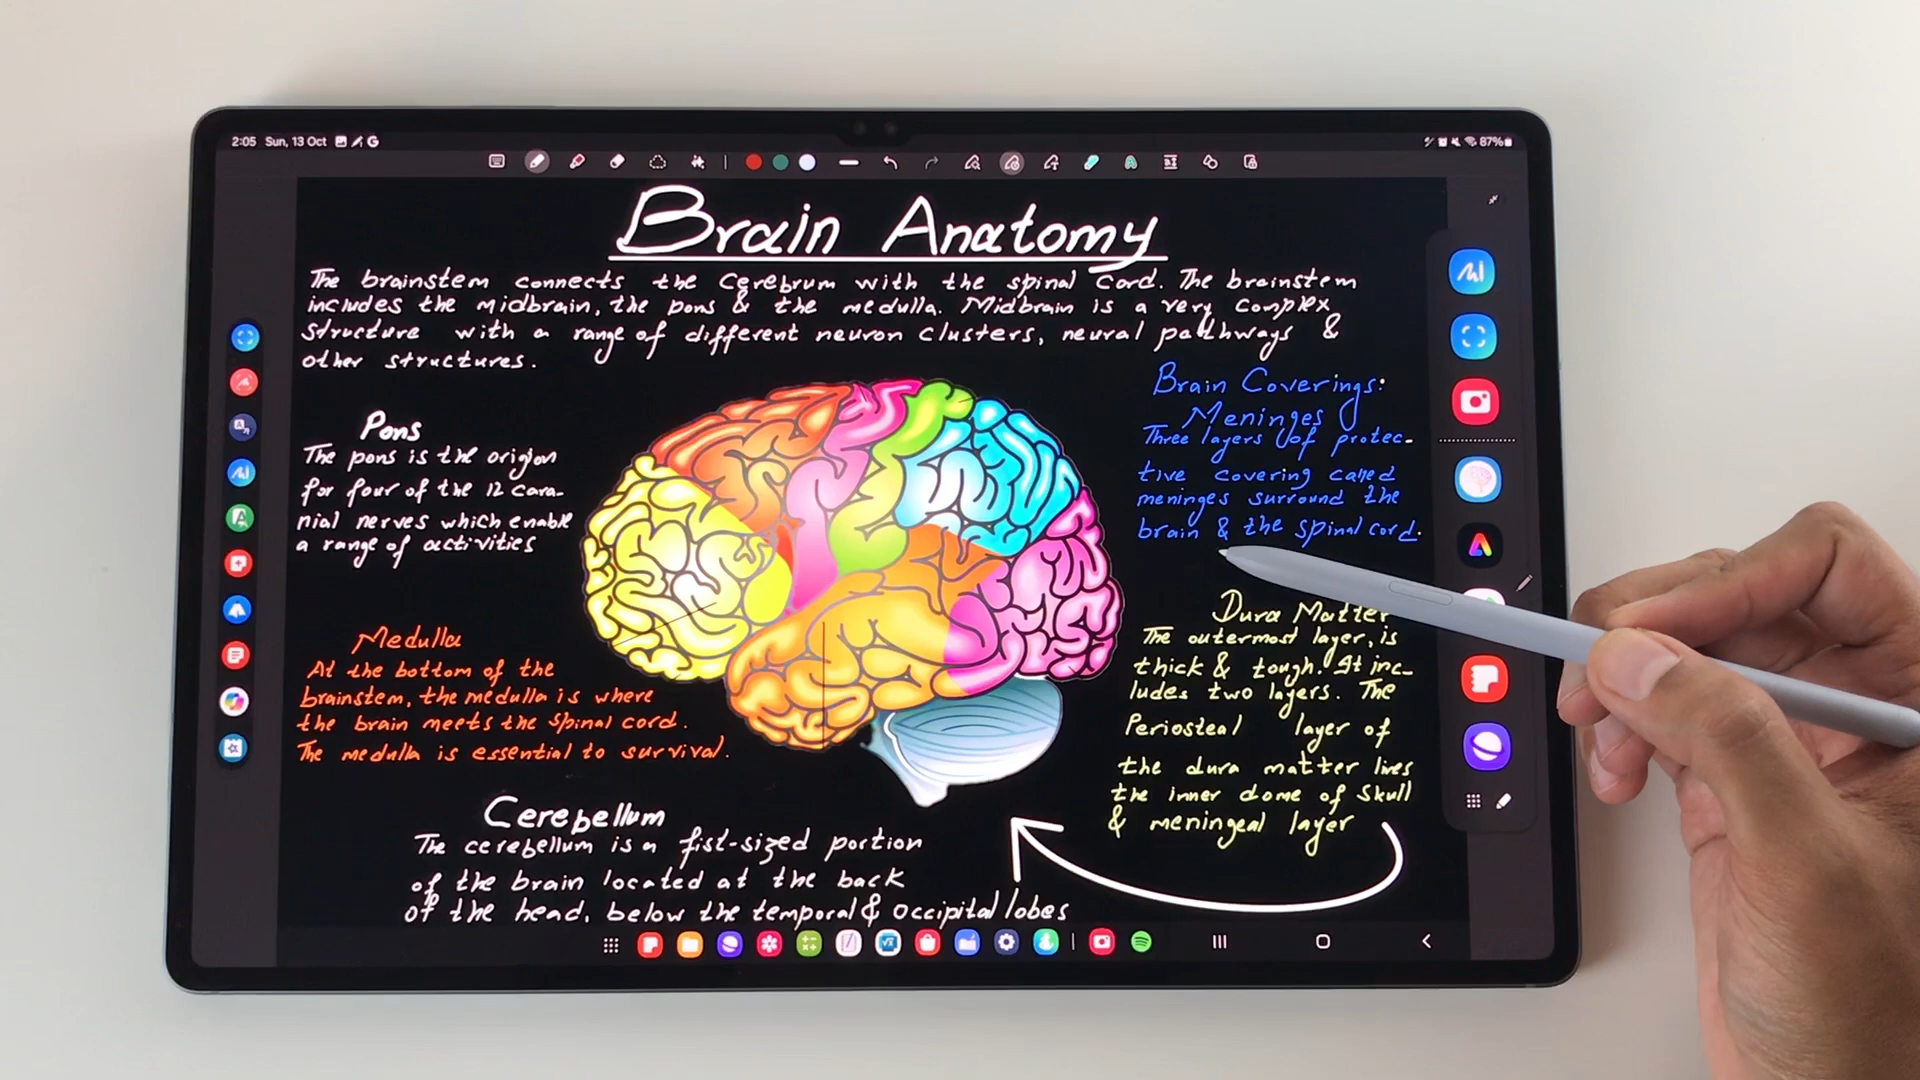 2:05 Sun, 13 Oct
87%
Brain Anatomy
The brainstem connects the Cerebrum with the spinal Cord. The brainstem
includes the midbrain, the pons & the medulla. Midbrain is a very Complex
Structure with a range of different neuron clusters, neural pathways &
other structures.
Pons
The pons is the origion
for four of the 12 cara-
nial nerves which enable
a range of activities
Medulla
At the bottom of the
brainstem, the medulla is where
the brain meets the spinal cord.
The medulla is essential to survival.
Cerebellum
The cerebellum is a fist-sized portion
of the brain located at the back
of the head, below the temporal & occipital lobes
Brain Coverings:
Meninges
Three layers of protec-
tive covering called
meninges surround the
brain & the spinal cord.
Dura Matter
The outermost layer, is
thick & tough. It inc-
ludes two layers. The
Periosteal layer of
the dura matter lives
the inner dome of skull
& meningeal layer